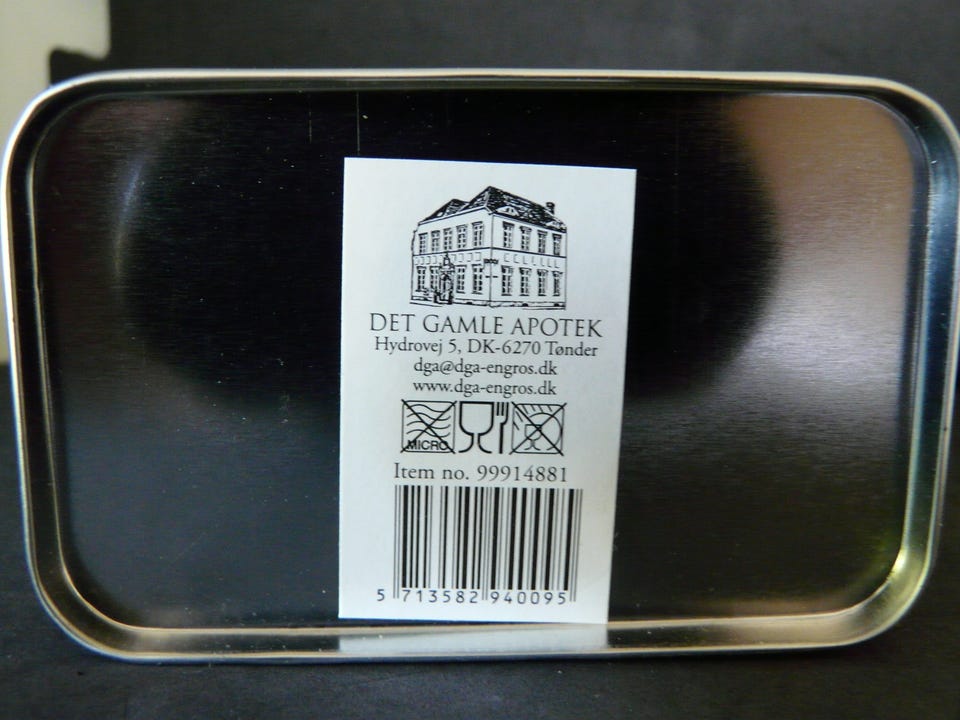 DET GAMLE APOTEK
Hydrovej 5, DK-6270 Tønder
dga@dga-engros.dk
www.dga-engros.dk
MICRO
Item no. 99914881
5 713582 940095